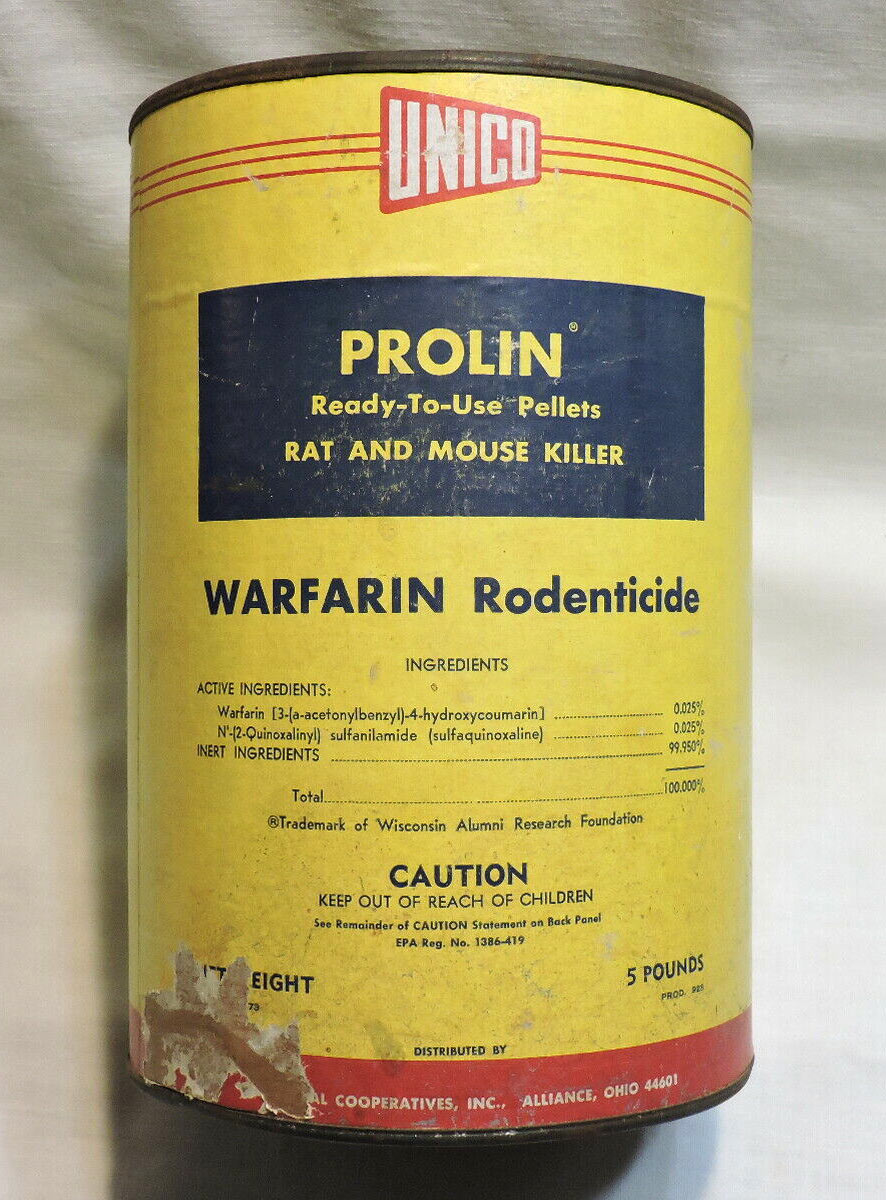 UNICO
PROLIN®
Ready-To-Use Pellets
RAT AND MOUSE KILLER
WARFARIN Rodenticide
INGREDIENTS
ACTIVE INGREDIENTS:
Warfarin [3-(a-acetonylbenzyl)-4-hydroxycoumarin] 0.025%
N'-(2-Quinoxalinyl) sulfanilamide (sulfaquinoxaline) 0.025%
INERT INGREDIENTS 99.950%
Total 100.000%
®Trademark of Wisconsin Alumni Research Foundation
CAUTION
KEEP OUT OF REACH OF CHILDREN
See Remainder of CAUTION Statement on Back Panel
EPA Reg. No. 1386-419
EIGHT 5 POUNDS
73 PROD.
DISTRIBUTED BY
AL COOPERATIVES, INC., ALLIANCE, OHIO 44601